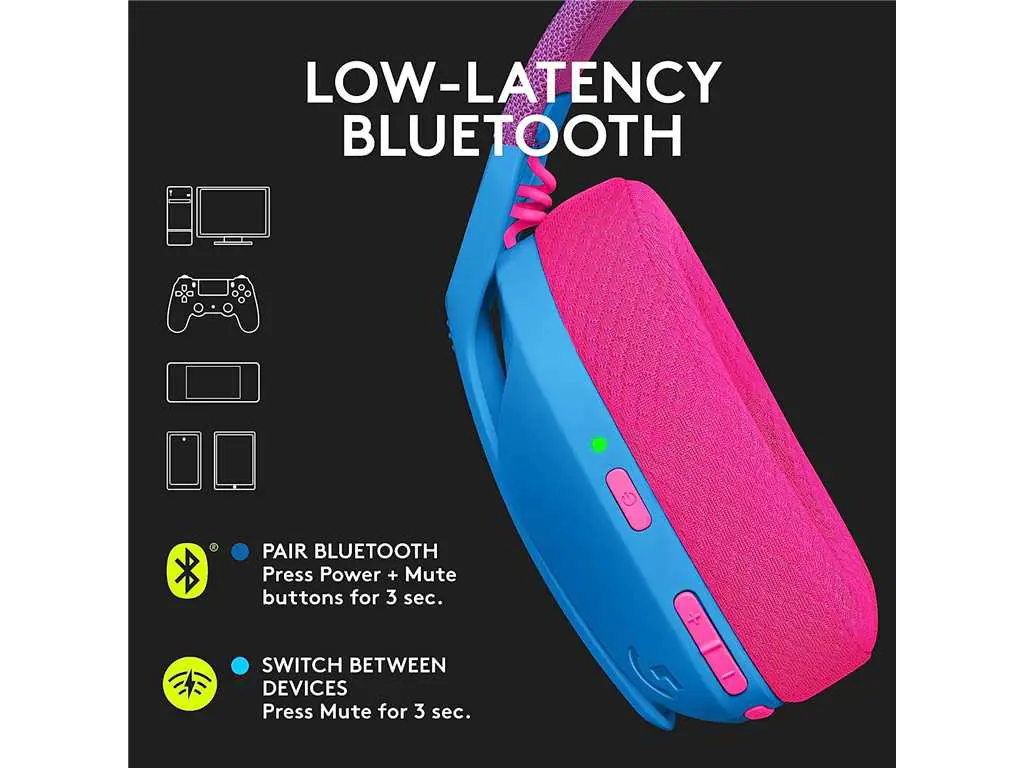 LOW-LATENCY
BLUETOOTH
® PAIR BLUETOOTH
Press Power + Mute
buttons for 3 sec.
SWITCH BETWEEN
DEVICES
Press Mute for 3 sec.
+